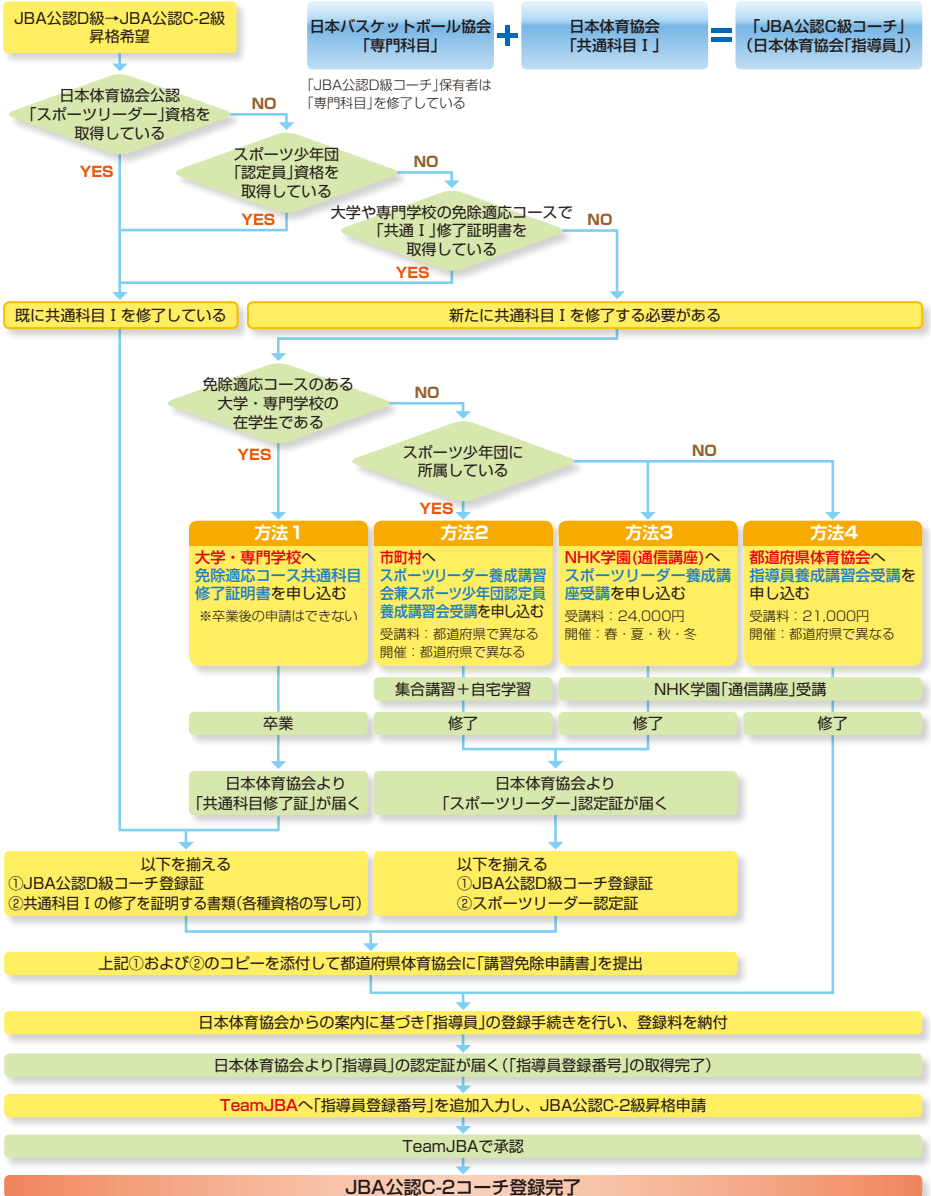 JBA公認D級→JBA公認C-2級
昇格希望
日本バスケットボール協会
「専門科目」
+
日本体育協会
「共通科目Ⅰ」
=
「JBA公認C級コーチ」
(日本体育協会「指導員」)
「JBA公認D級コーチ」保有者は
「専門科目」を修了している
日本体育協会公認
「スポーツリーダー」資格を
取得している
NO
YES
スポーツ少年団
「認定員」資格を
取得している
NO
YES
大学や専門学校の免除適応コースで
「共通Ⅰ」修了証明書を
取得している
NO
YES
既に共通科目Ⅰを修了している
新たに共通科目Ⅰを修了する必要がある
免除適応コースのある
大学・専門学校の
在学生である
NO
YES
スポーツ少年団に
所属している
NO
YES
方法1
大学・専門学校へ
免除適応コース共通科目
修了証明書を申し込む
※卒業後の申請はできない
方法2
市町村へ
スポーツリーダー養成講習
会兼スポーツ少年団認定員
養成講習会受講を申し込む
受講料:都道府県で異なる
開催:都道府県で異なる
方法3
NHK学園(通信講座)へ
スポーツリーダー養成講
座受講を申し込む
受講料:24,000円
開催:春・夏・秋・冬
方法4
都道府県体育協会へ
指導員養成講習会受講を
申し込む
受講料:21,000円
開催:都道府県で異なる
集合講習+自宅学習
NHK学園「通信講座」受講
卒業
修了
修了
修了
日本体育協会より
「共通科目修了証」が届く
日本体育協会より
「スポーツリーダー」認定証が届く
以下を揃える
①JBA公認D級コーチ登録証
②共通科目Ⅰの修了を証明する書類(各種資格の写し可)
以下を揃える
①JBA公認D級コーチ登録証
②スポーツリーダー認定証
上記①および②のコピーを添付して都道府県体育協会に「講習免除申請書」を提出
日本体育協会からの案内に基づき「指導員」の登録手続きを行い、登録料を納付
日本体育協会より「指導員」の認定証が届く(「指導員登録番号」の取得完了)
TeamJBAへ「指導員登録番号」を追加入力し、JBA公認C-2級昇格申請
TeamJBAで承認
JBA公認C-2コーチ登録完了